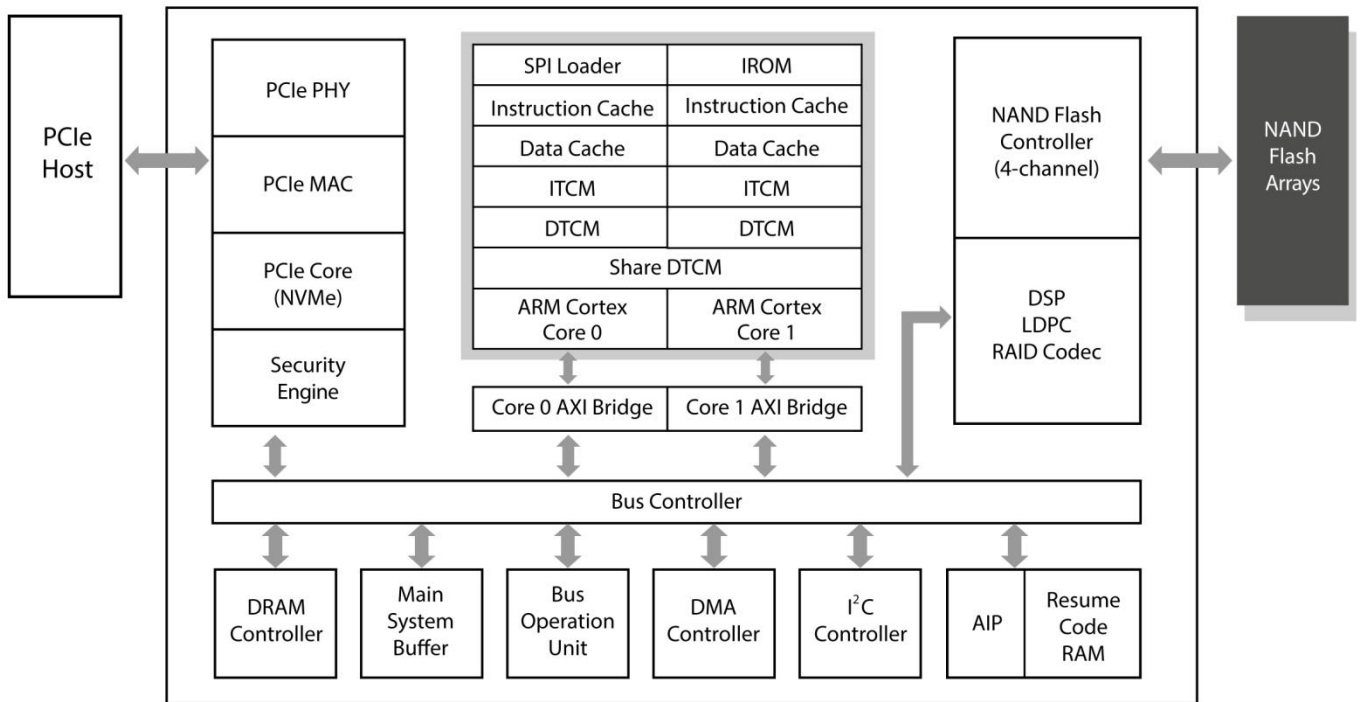 PCIe
Host
PCIe PHY
PCIe MAC
PCIe Core
(NVMe)
Security
Engine
SPI Loader
IROM
Instruction Cache
Instruction Cache
Data Cache
Data Cache
ITCM
ITCM
DTCM
DTCM
Share DTCM
ARM Cortex
Core 0
ARM Cortex
Core 1
Core 0 AXI Bridge
Core 1 AXI Bridge
NAND Flash
Controller
(4-channel)
DSP
LDPC
RAID Codec
NAND
Flash
Arrays
Bus Controller
DRAM
Controller
Main
System
Buffer
Bus
Operation
Unit
DMA
Controller
I²C
Controller
AIP
Resume
Code
RAM